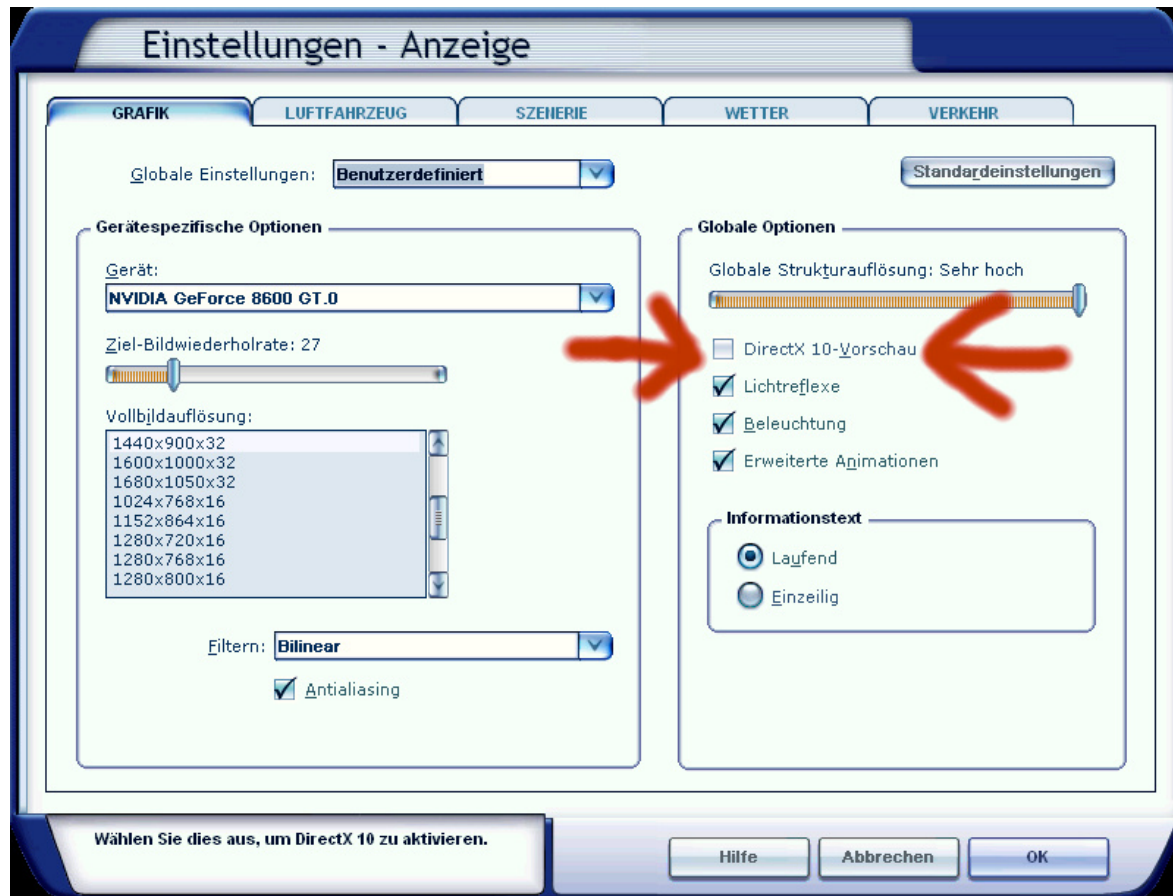 Einstellungen - Anzeige
GRAFIK
LUFTFAHRZEUG
SZENERIE
WETTER
VERKEHR
Globale Einstellungen: Benutzerdefiniert
Standardeinstellungen
Gerätespezifische Optionen
Gerät:
NVIDIA GeForce 8600 GT.0
Ziel-Bildwiederholrate: 27
Vollbildauflösung:
1440x900x32
1600x1000x32
1680x1050x32
1024x768x16
1152x864x16
1280x720x16
1280x768x16
1280x800x16
Filtern: Bilinear
Antialiasing
Globale Optionen
Globale Strukturauflösung: Sehr hoch
DirectX 10-Vorschau
Lichtreflexe
Beleuchtung
Erweiterte Animationen
Informationstext
Laufend
Einzeilig
Wählen Sie dies aus, um DirectX 10 zu aktivieren.
Hilfe
Abbrechen
OK